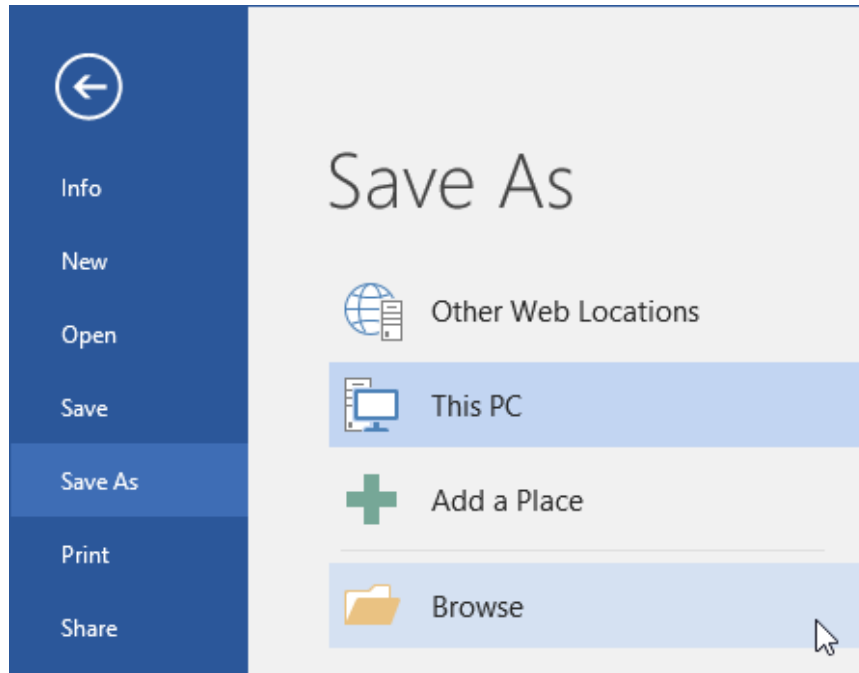 Info
New
Open
Save
Save As
Print
Share
Save As
Other Web Locations
This PC
Add a Place
Browse